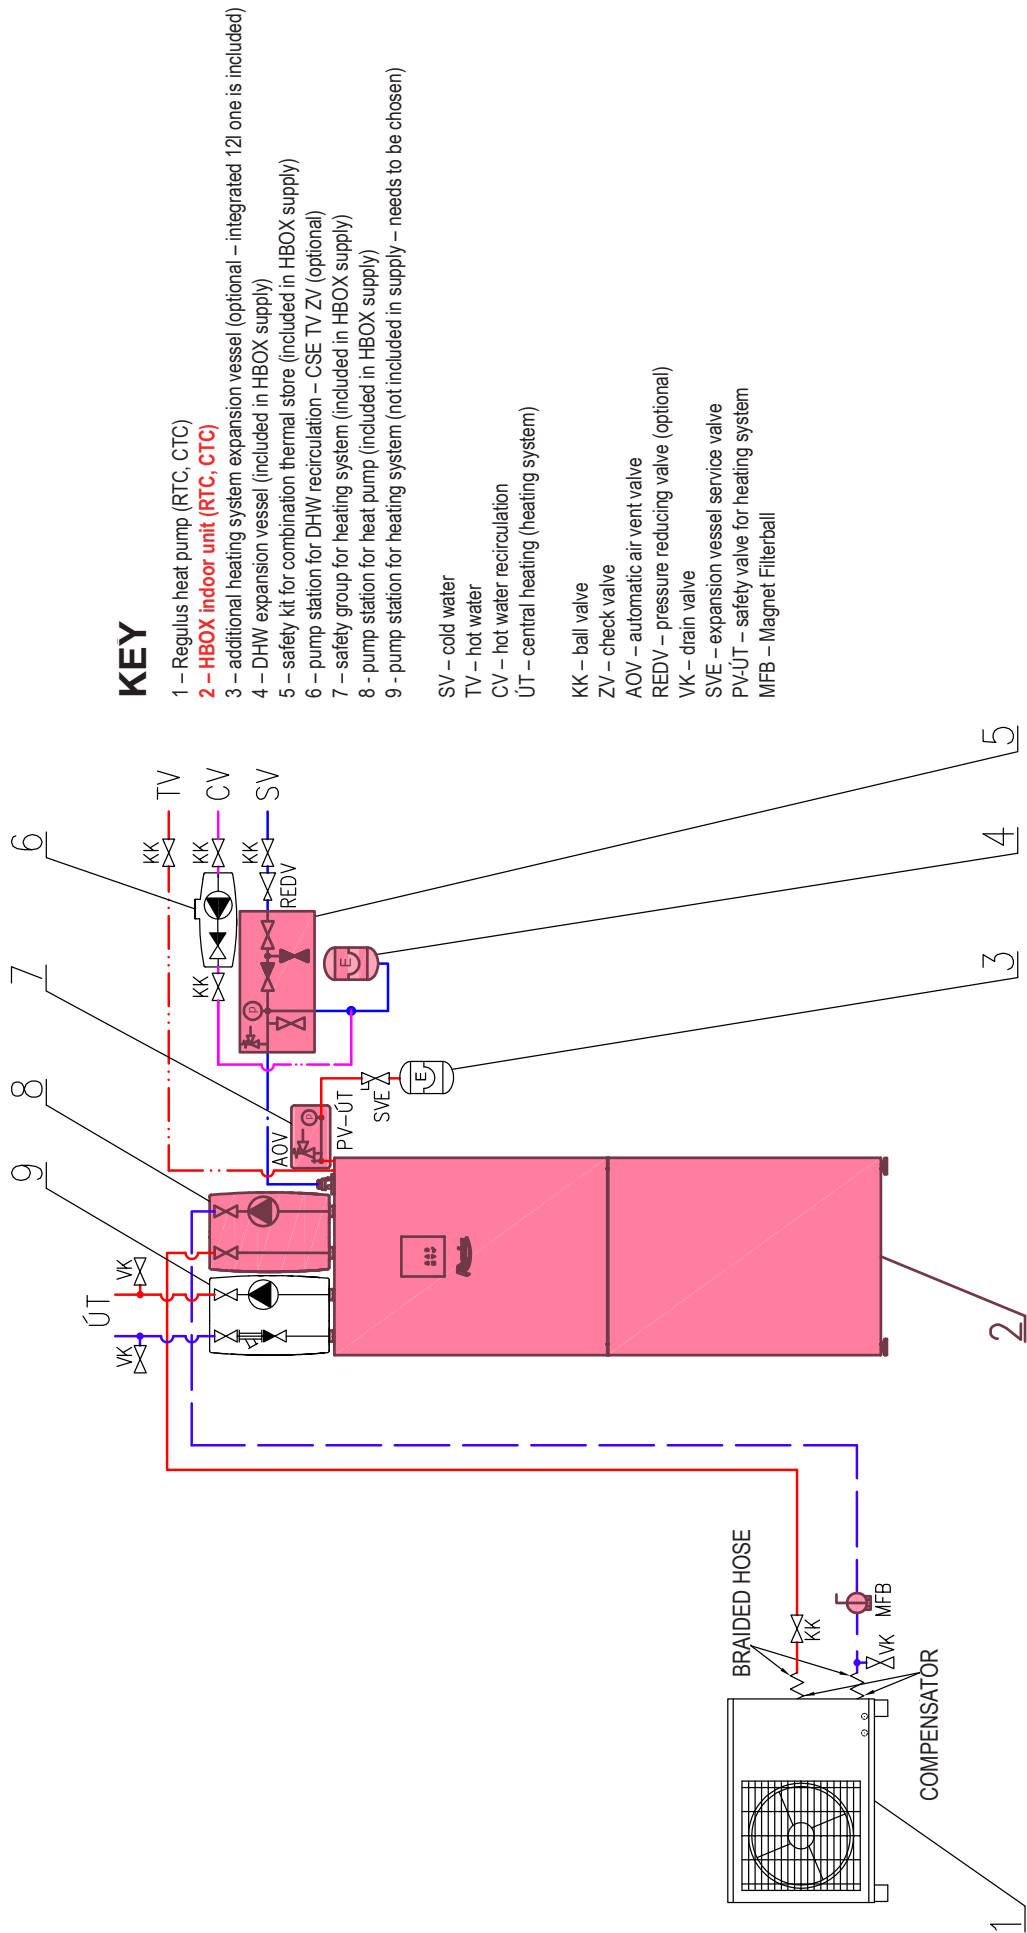 KEY
1 – Regulus heat pump (RTC, CTC)
2 – HBOX indoor unit (RTC, CTC)
3 – additional heating system expansion vessel (optional – integrated 12l one is included)
4 – DHW expansion vessel (included in HBOX supply)
5 – safety kit for combination thermal store (included in HBOX supply)
6 – pump station for DHW recirculation – CSE TV ZV (optional)
7 – safety group for heating system (included in HBOX supply)
8 - pump station for heat pump (included in HBOX supply)
9 - pump station for heating system (not included in supply – needs to be chosen)
SV – cold water
TV – hot water
CV – hot water recirculation
ÚT – central heating (heating system)
KK – ball valve
ZV – check valve
AOV – automatic air vent valve
REDV – pressure reducing valve (optional)
VK – drain valve
SVE – expansion vessel service valve
PV-ÚT – safety valve for heating system
MFB – Magnet Filterball
9
8
7
6
ÚT
VK
VK
TV
KK
CV
KK
KK
SV
KK
REDV
AOV
p
p
PV–ÚT
SVE
E
E
BRAIDED HOSE
KK
MFB
VK
COMPENSATOR
1
2
3
4
5